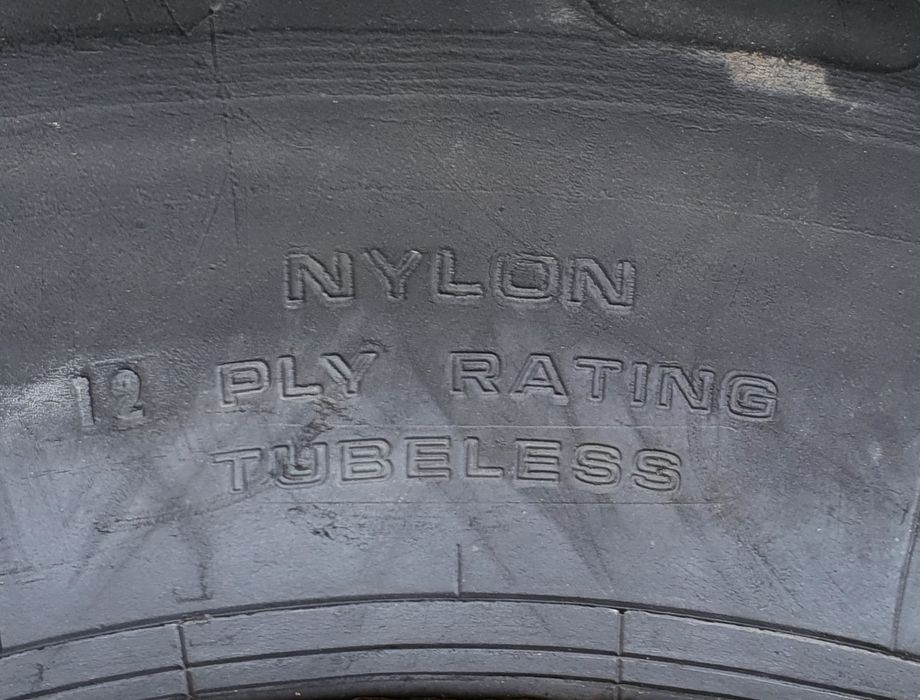 NYLON
12 PLY RATING
TUBELESS